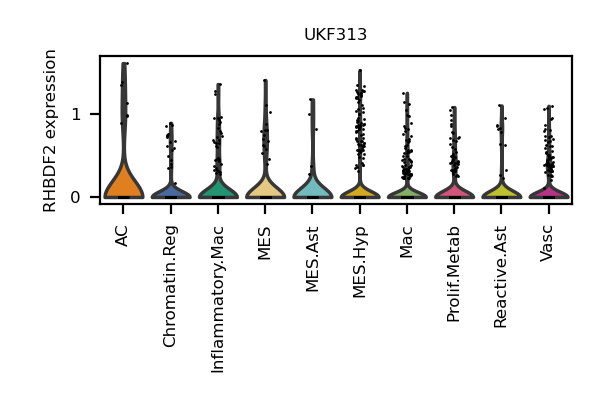 UKF313
RHBDF2 expression
1
0
AC
Chromatin.Reg
Inflammatory.Mac
MES
MES.Ast
MES.Hyp
Mac
Prolif.Metab
Reactive.Ast
Vasc